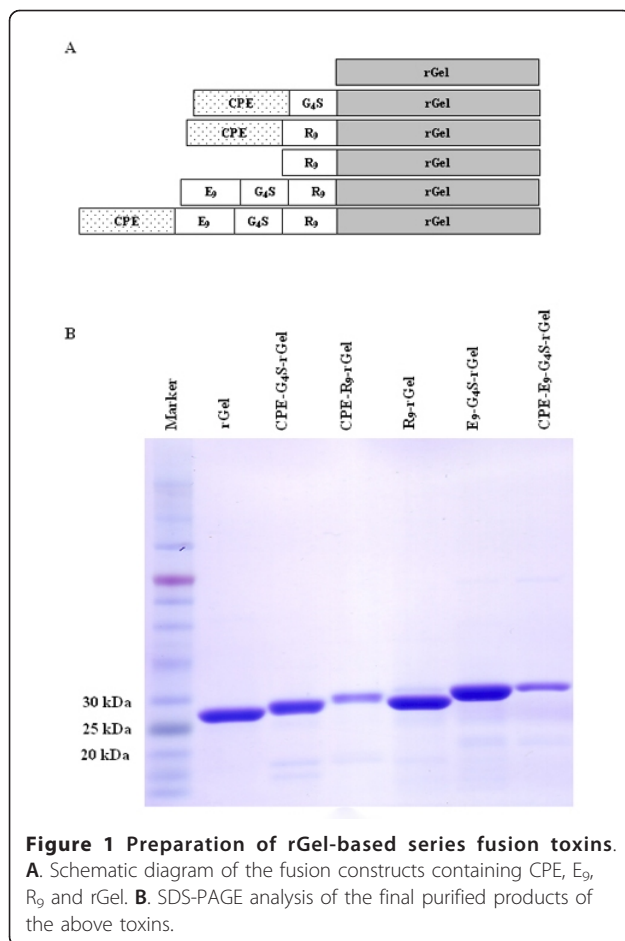 A
rGel
CPE G₄S rGel
CPE R₉ rGel
R₉ rGel
E₉ G₄S R₉ rGel
CPE E₉ G₄S R₉ rGel
B
Marker
rGel
CPE-G₄S-rGel
CPE-R₉-rGel
R₉-rGel
E₉-G₄S-rGel
CPE-E₉-G₄S-rGel
30 kDa
25 kDa
20 kDa
Figure 1 Preparation of rGel-based series fusion toxins.
A. Schematic diagram of the fusion constructs containing CPE, E₉,
R₉ and rGel. B. SDS-PAGE analysis of the final purified products of
the above toxins.